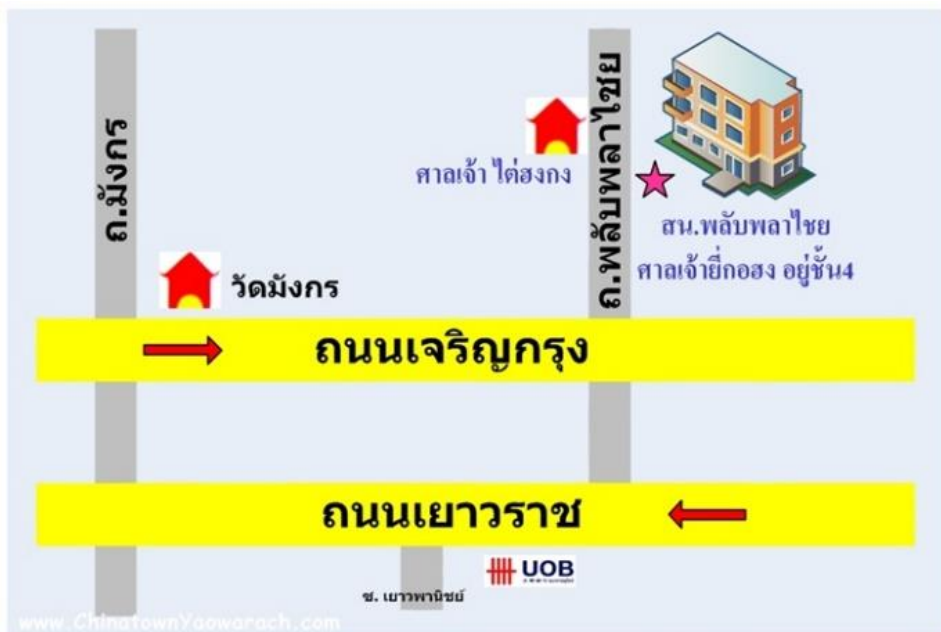 ถ.มังกร
ถ.พลับพลาไชย
ศาลเจ้า ไต่ฮงกง
สน.พลับพลาไชย
ศาลเจ้ายี่กอฮง อยู่ชั้น4
วัดมังกร
ถนนเจริญกรุง
ถนนเยาวราช
UOB
ซ. เยาวพานิชย์
www.ChinatownYaowarach.com